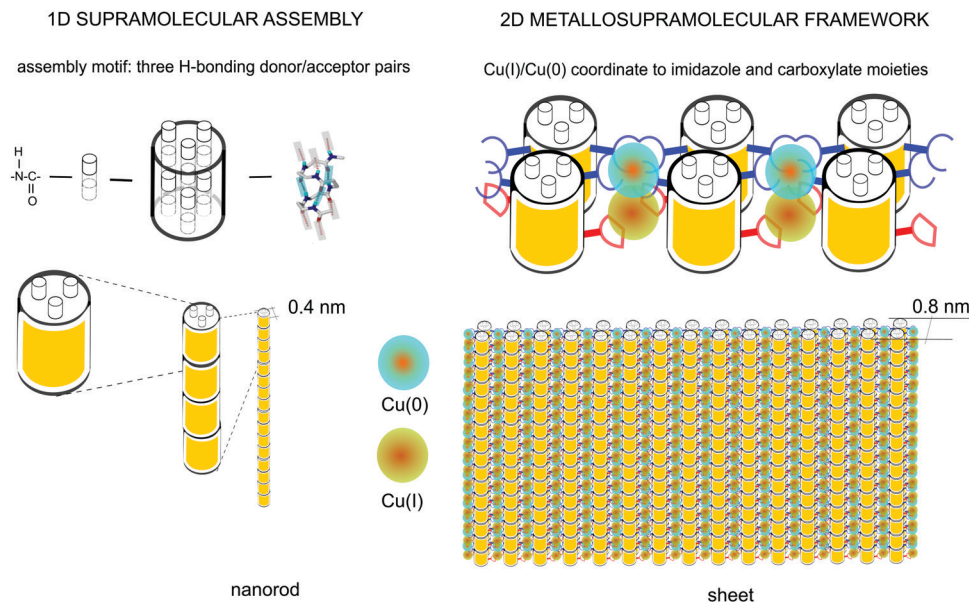 1D SUPRAMOLECULAR ASSEMBLY
assembly motif: three H-bonding donor/acceptor pairs
H
-N-C-
O
0.4 nm
Cu(0)
Cu(I)
nanorod
2D METALLOSUPRAMOLECULAR FRAMEWORK
Cu(I)/Cu(0) coordinate to imidazole and carboxylate moieties
0.8 nm
sheet